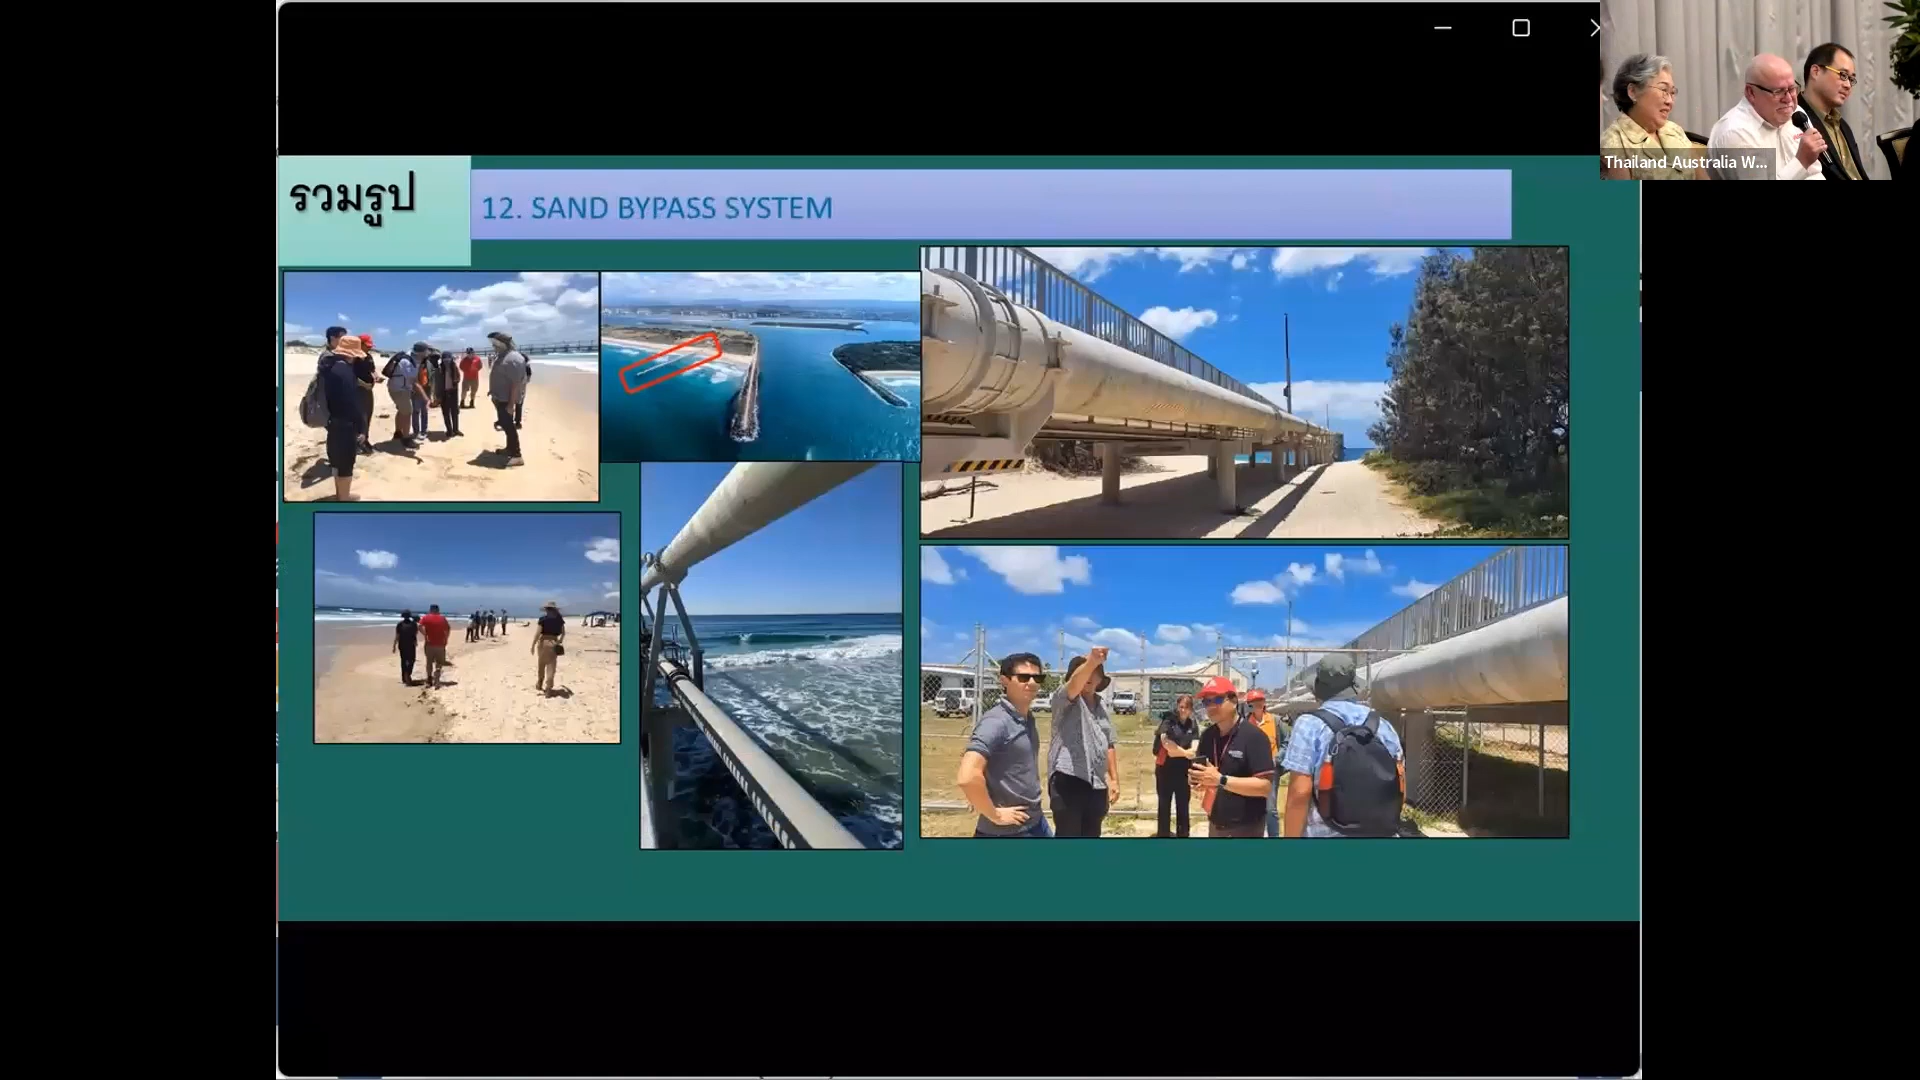 รวมรูป
12. SAND BYPASS SYSTEM
Thailand Australia W...